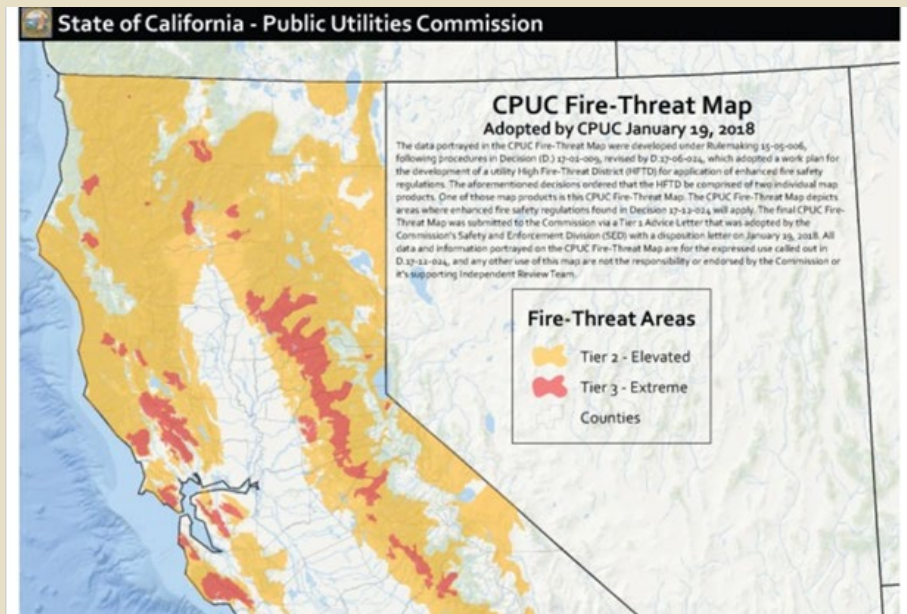 State of California - Public Utilities Commission
CPUC Fire-Threat Map
Adopted by CPUC January 19, 2018
The data portrayed in the CPUC Fire-Threat Map were developed under Rulemaking 15-05-006,
following procedures in Decision (D.) 17-01-009, revised by D.17-06-024, which adopted a work plan for
the development of a utility High Fire-Threat District (HFTD) for application of enhanced fire safety
regulations. The aforementioned decisions ordered that the HFTD be comprised of two individual map
products. One of those map products is this CPUC Fire-Threat Map. The CPUC Fire-Threat Map depicts
areas where enhanced fire safety regulations found in Decision 17-12-024 will apply. The final CPUC Fire-
Threat Map was submitted to the Commission via a Tier 1 Advice Letter that was adopted by the
Commission's Safety and Enforcement Division (SED) with a disposition letter on January 19, 2018. All
data and information portrayed on the CPUC Fire-Threat Map are for the expressed use called out in
D.17-12-024, and any other use of this map are not the responsibility or endorsed by the Commission or
it's supporting Independent Review Team.
Fire-Threat Areas
Tier 2 - Elevated
Tier 3 - Extreme
Counties